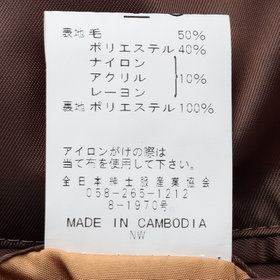 表地 毛 50%
ポリエステル 40%
ナイロン
アクリル 10%
レーヨン
裏地 ポリエステル 100%
アイロンがけの際は
当て布を使用して下さい。
全日本紳士服産業協会
058-265-1212
8-1970号
MADE IN CAMBODIA
NW